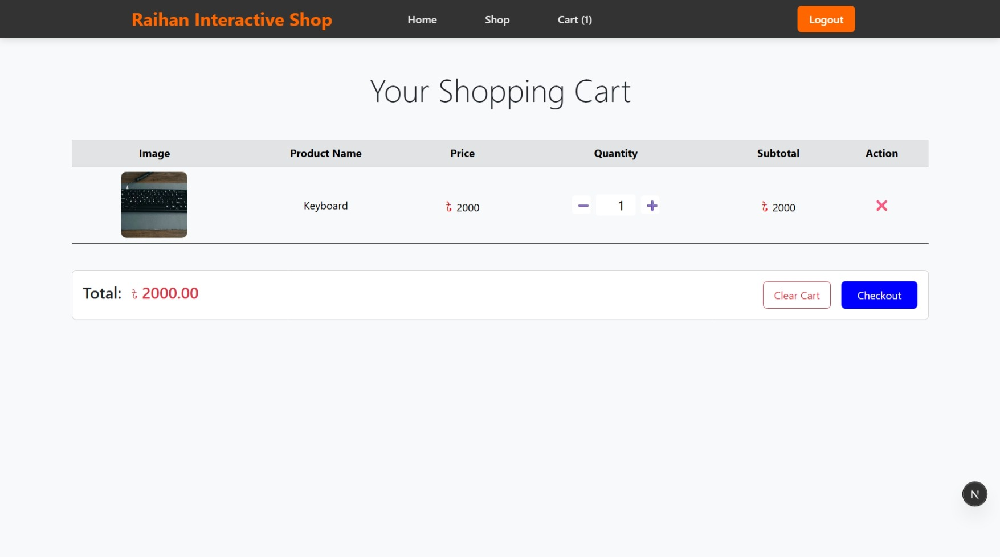 Raihan Interactive Shop Home Shop Cart (1) Logout
Your Shopping Cart
Image Product Name Price Quantity Subtotal Action
Keyboard ৳ 2000 1 ৳ 2000
Total: ৳ 2000.00 Clear Cart Checkout
N